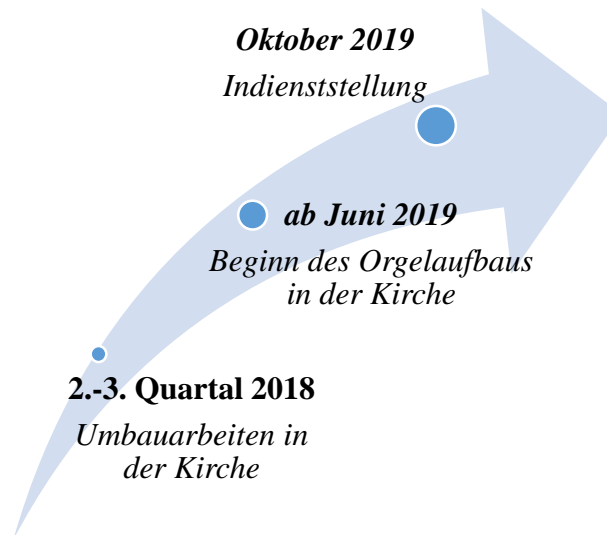 Oktober 2019
Indienststellung
ab Juni 2019
Beginn des Orgelaufbaus
in der Kirche
2.-3. Quartal 2018
Umbauarbeiten in
der Kirche